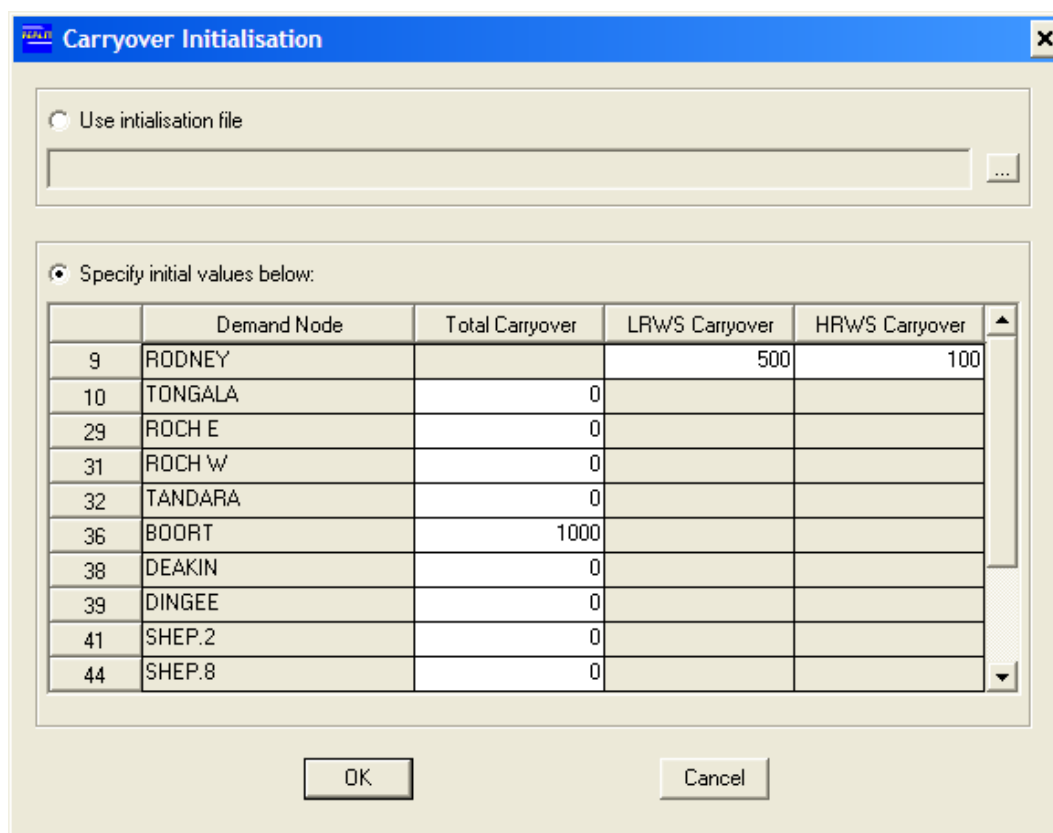 REALM Carryover Initialisation
Use intialisation file
...
Specify initial values below:
Demand Node Total Carryover LRWS Carryover HRWS Carryover
9 RODNEY 500 100
10 TONGALA 0
29 ROCH E 0
31 ROCH W 0
32 TANDARA 0
36 BOORT 1000
38 DEAKIN 0
39 DINGEE 0
41 SHEP.2 0
44 SHEP.8 0
OK Cancel